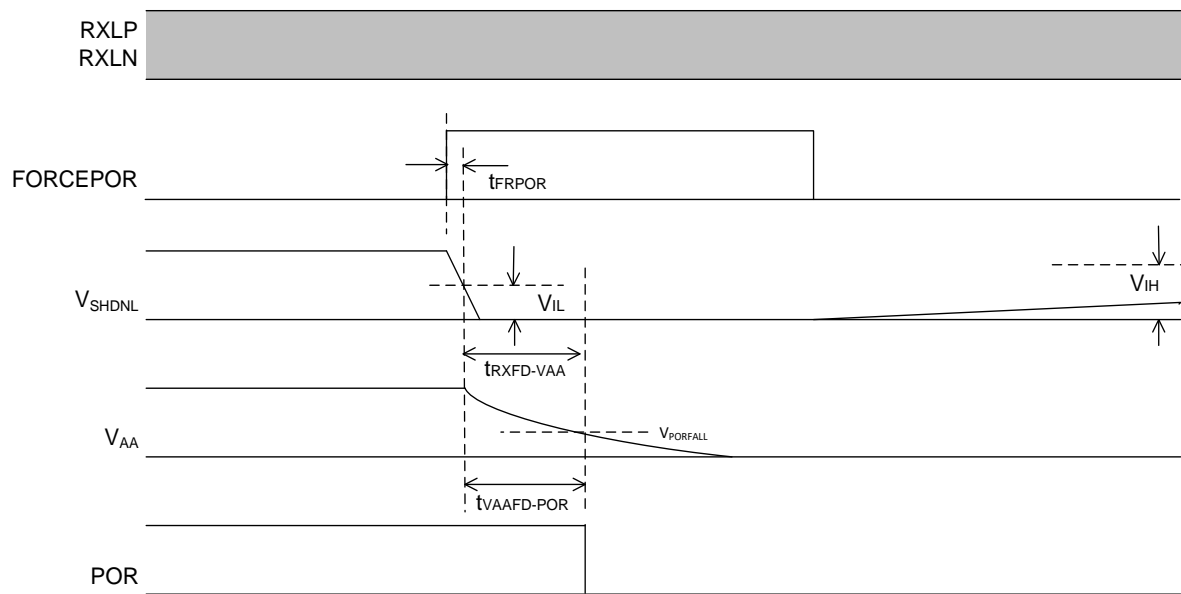 RXLP
RXLN
FORCEPOR
tFRPOR
VSHDNL
VIL
VIH
tRXFD-VAA
VAA
VPORFALL
tVAAFD-POR
POR